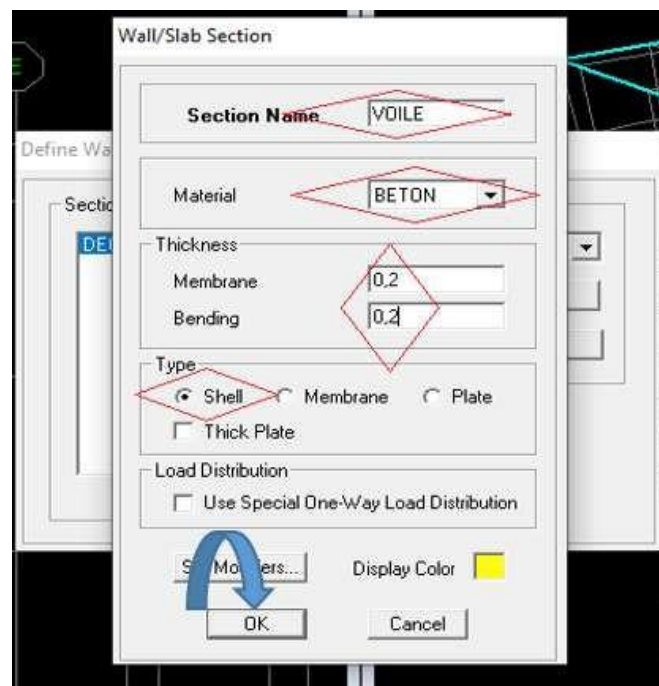 Wall/Slab Section
E
Define Wa
Section Name VOILE
Sectio
Material BETON
DE
Thickness
Membrane 0,2
Bending 0,2
Type
Shell Membrane Plate
Thick Plate
Load Distribution
Use Special One-Way Load Distribution
Display Color
OK Cancel